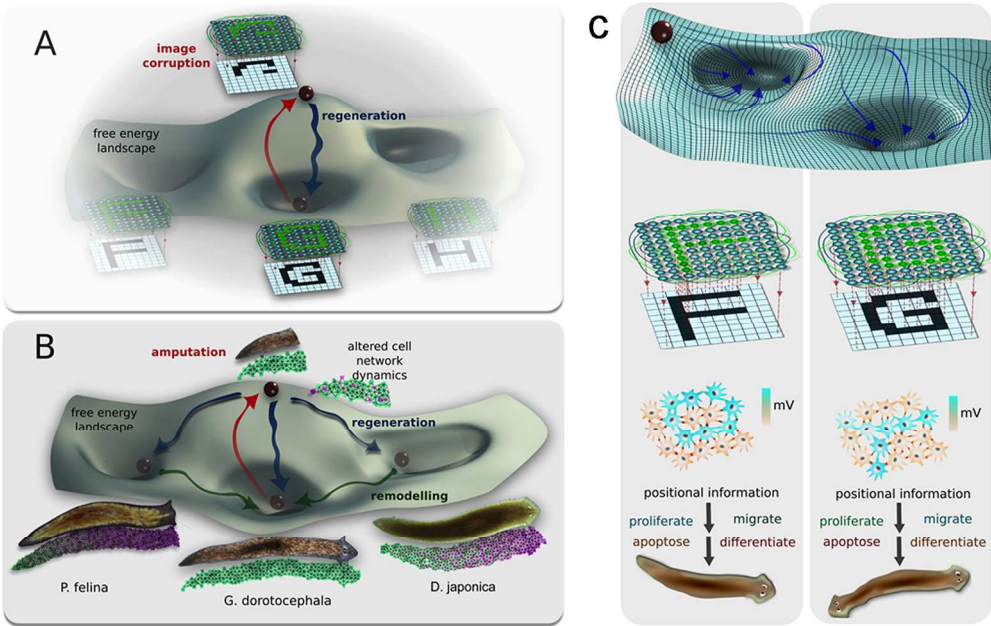 A
image
corruption
regeneration
free energy
landscape
F
G
H
B
amputation
altered cell
network
dynamics
free energy
landscape
regeneration
remodelling
P. felina
G. dorotocephala
D. japonica
C
F
G
mV
mV
positional information
positional information
proliferate
migrate
proliferate
migrate
apoptose
differentiate
apoptose
differentiate